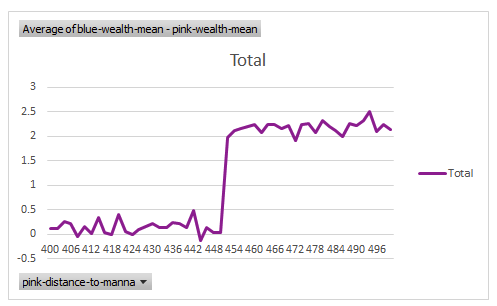 Average of blue-wealth-mean - pink-wealth-mean
Total
3
2.5
2
1.5
1
0.5
0
-0.5
400 406 412 418 424 430 436 442 448 454 460 466 472 478 484 490 496
Total
pink-distance-to-manna